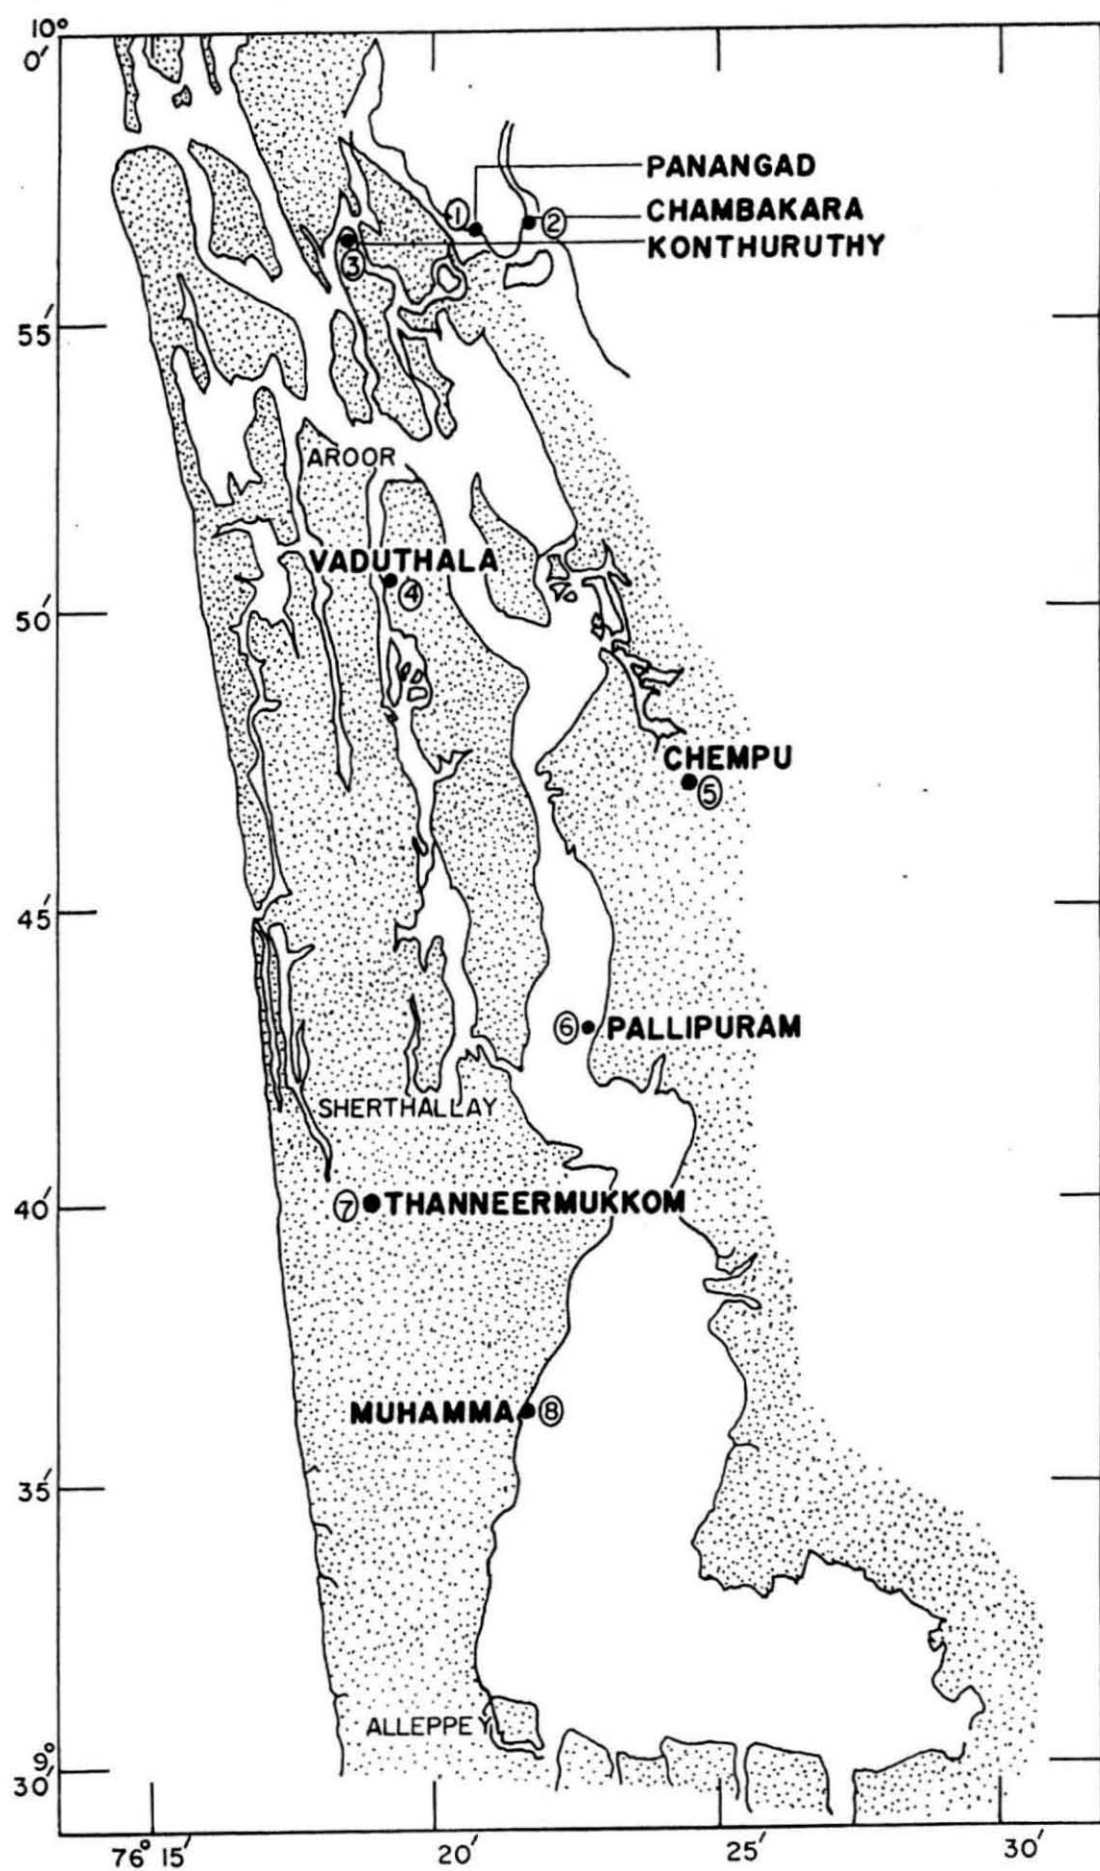 10°
0′
PANANGAD
① CHAMBAKARA
②
KONTHURUTHY
③
55′
AROOR
VADUTHALA
④
50′
CHEMPU
⑤
45′
⑥ PALLIPURAM
SHERTHALLAY
40′
⑦ THANNEERMUKKOM
MUHAMMA ⑧
35′
ALLEPPEY
9°
30′
76° 15′ 20′ 25′ 30′